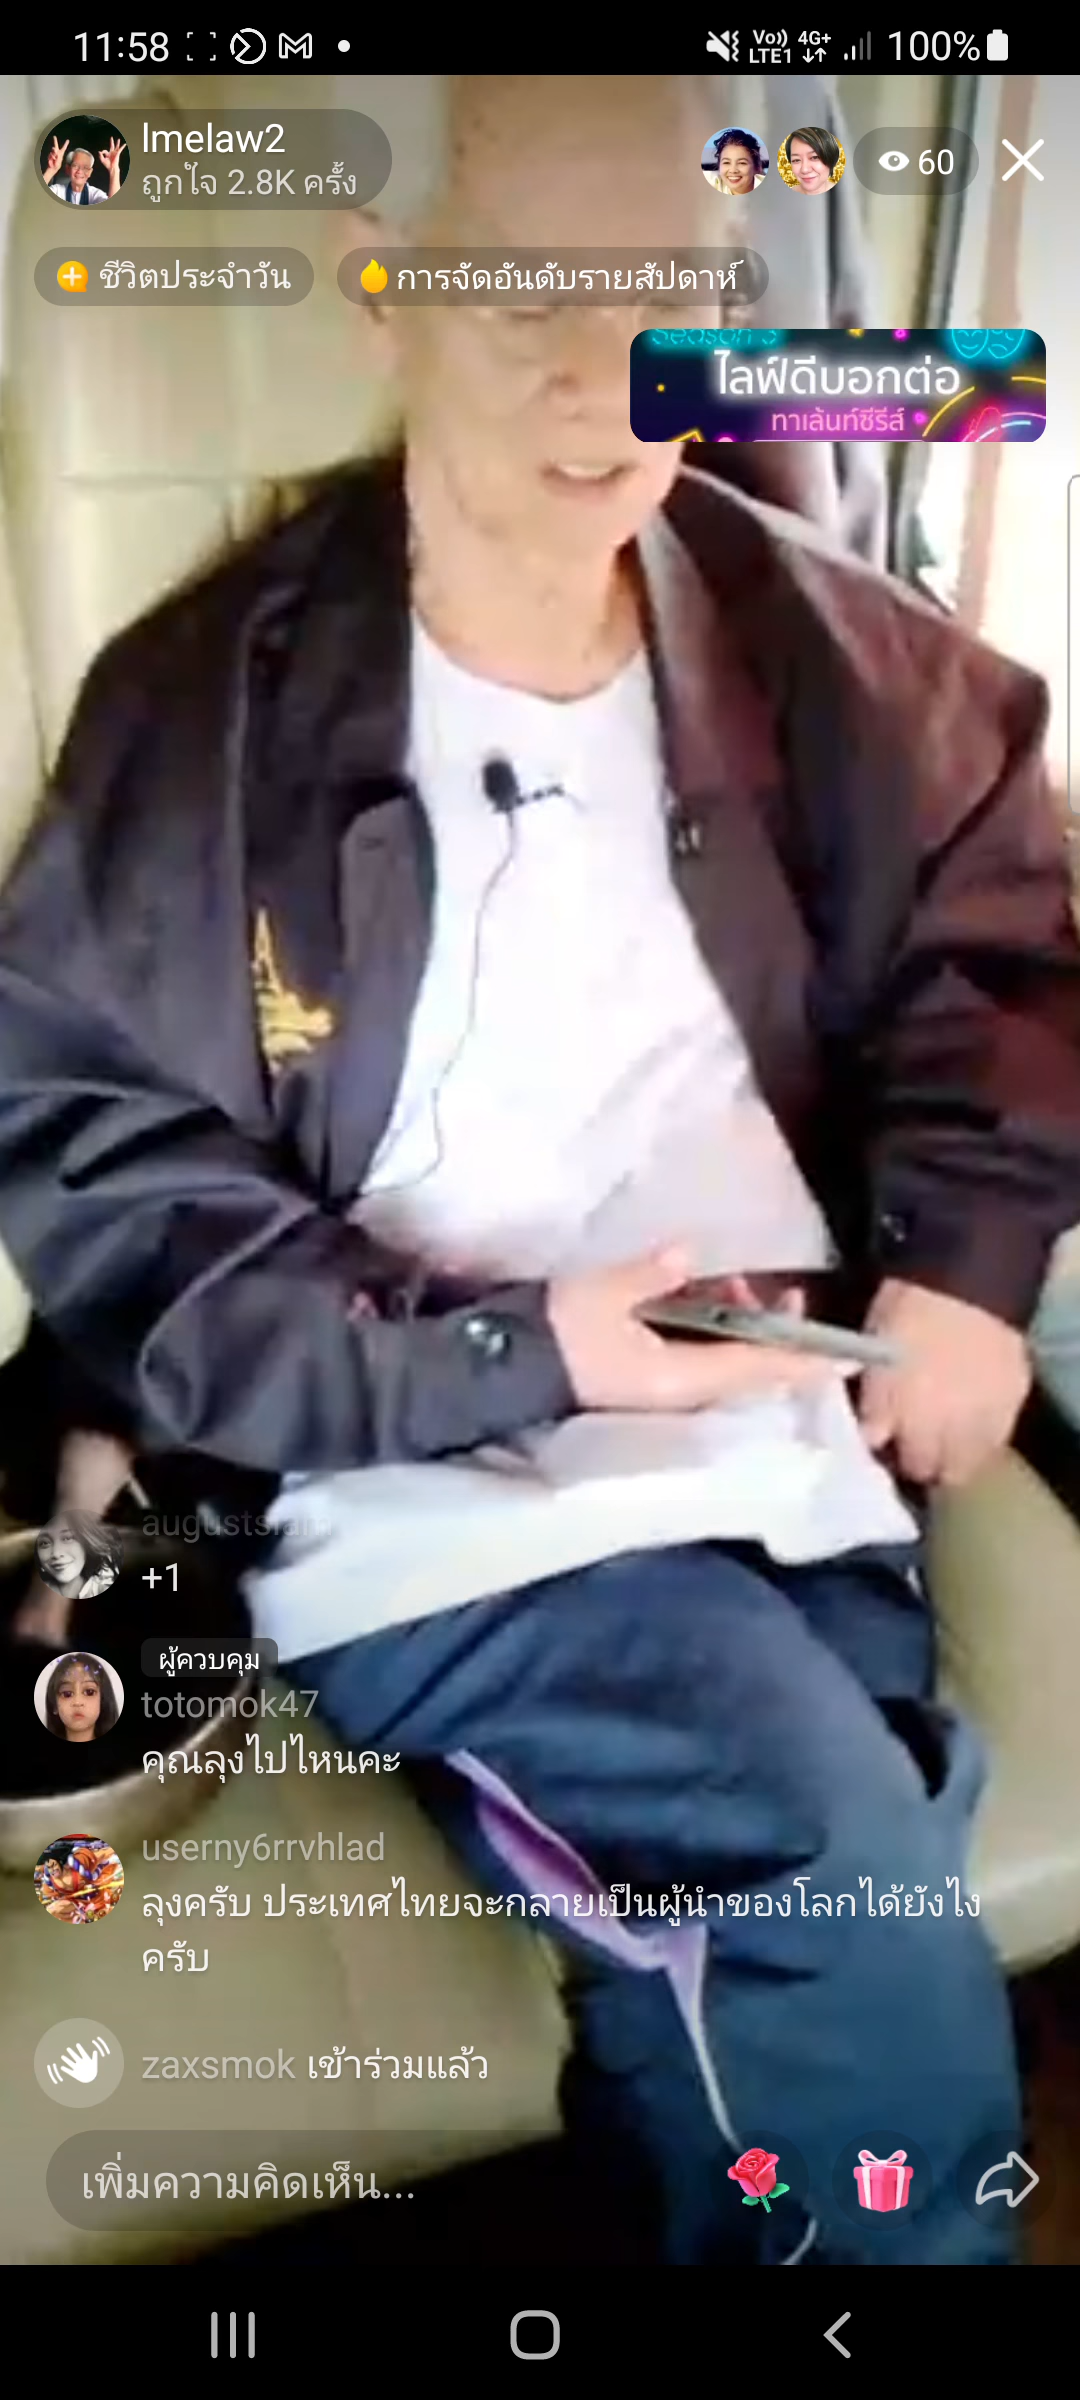 11:58
Vo)) LTE1 4G+ 100%
lmelaw2
ถูกใจ 2.8K ครั้ง
60
ชีวิตประจำวัน
การจัดอันดับรายสัปดาห์
Season 3
ไลฟ์ดีบอกต่อ
ทาเล้นท์ซีรีส์
augustsiam
+1
ผู้ควบคุม
totomok47
คุณลุงไปไหนคะ
userny6rrvhlad
ลุงครับ ประเทศไทยจะกลายเป็นผู้นำของโลกได้ยังไง
ครับ
zaxsmok เข้าร่วมแล้ว
เพิ่มความคิดเห็น...